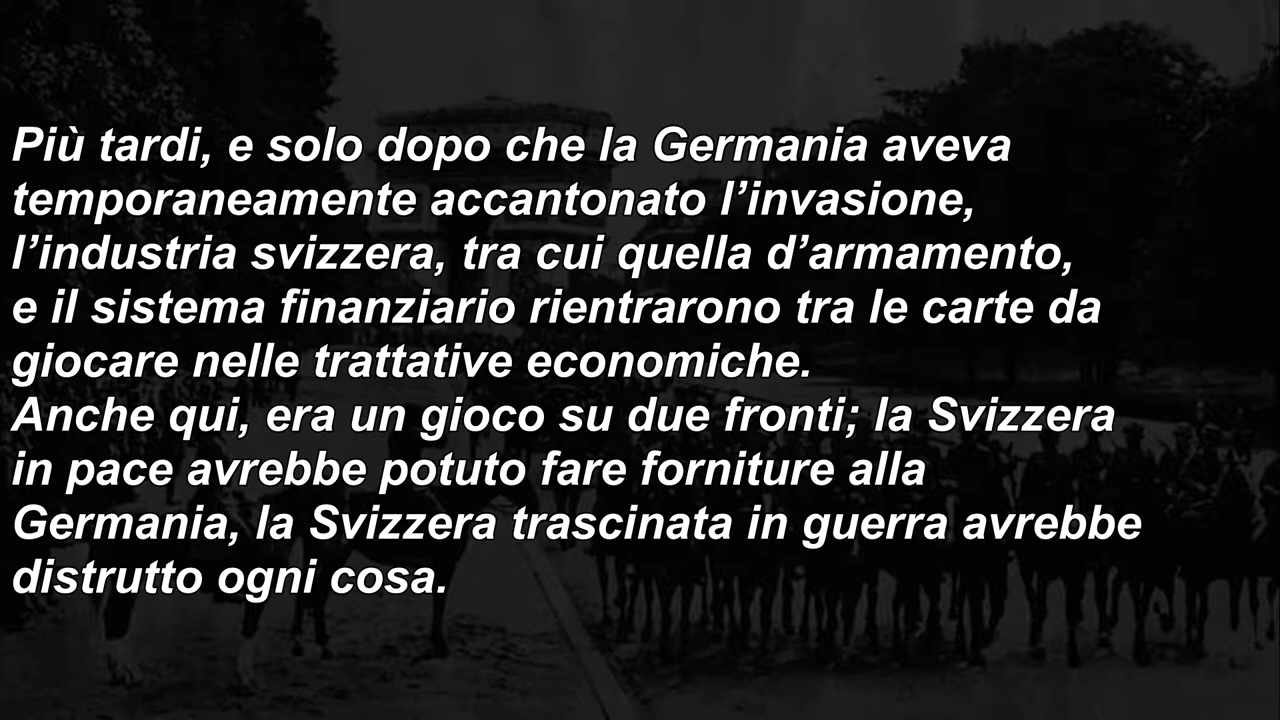 Più tardi, e solo dopo che la Germania aveva
temporaneamente accantonato l’invasione,
l’industria svizzera, tra cui quella d’armamento,
e il sistema finanziario rientrarono tra le carte da
giocare nelle trattative economiche.
Anche qui, era un gioco su due fronti; la Svizzera
in pace avrebbe potuto fare forniture alla
Germania, la Svizzera trascinata in guerra avrebbe
distrutto ogni cosa.